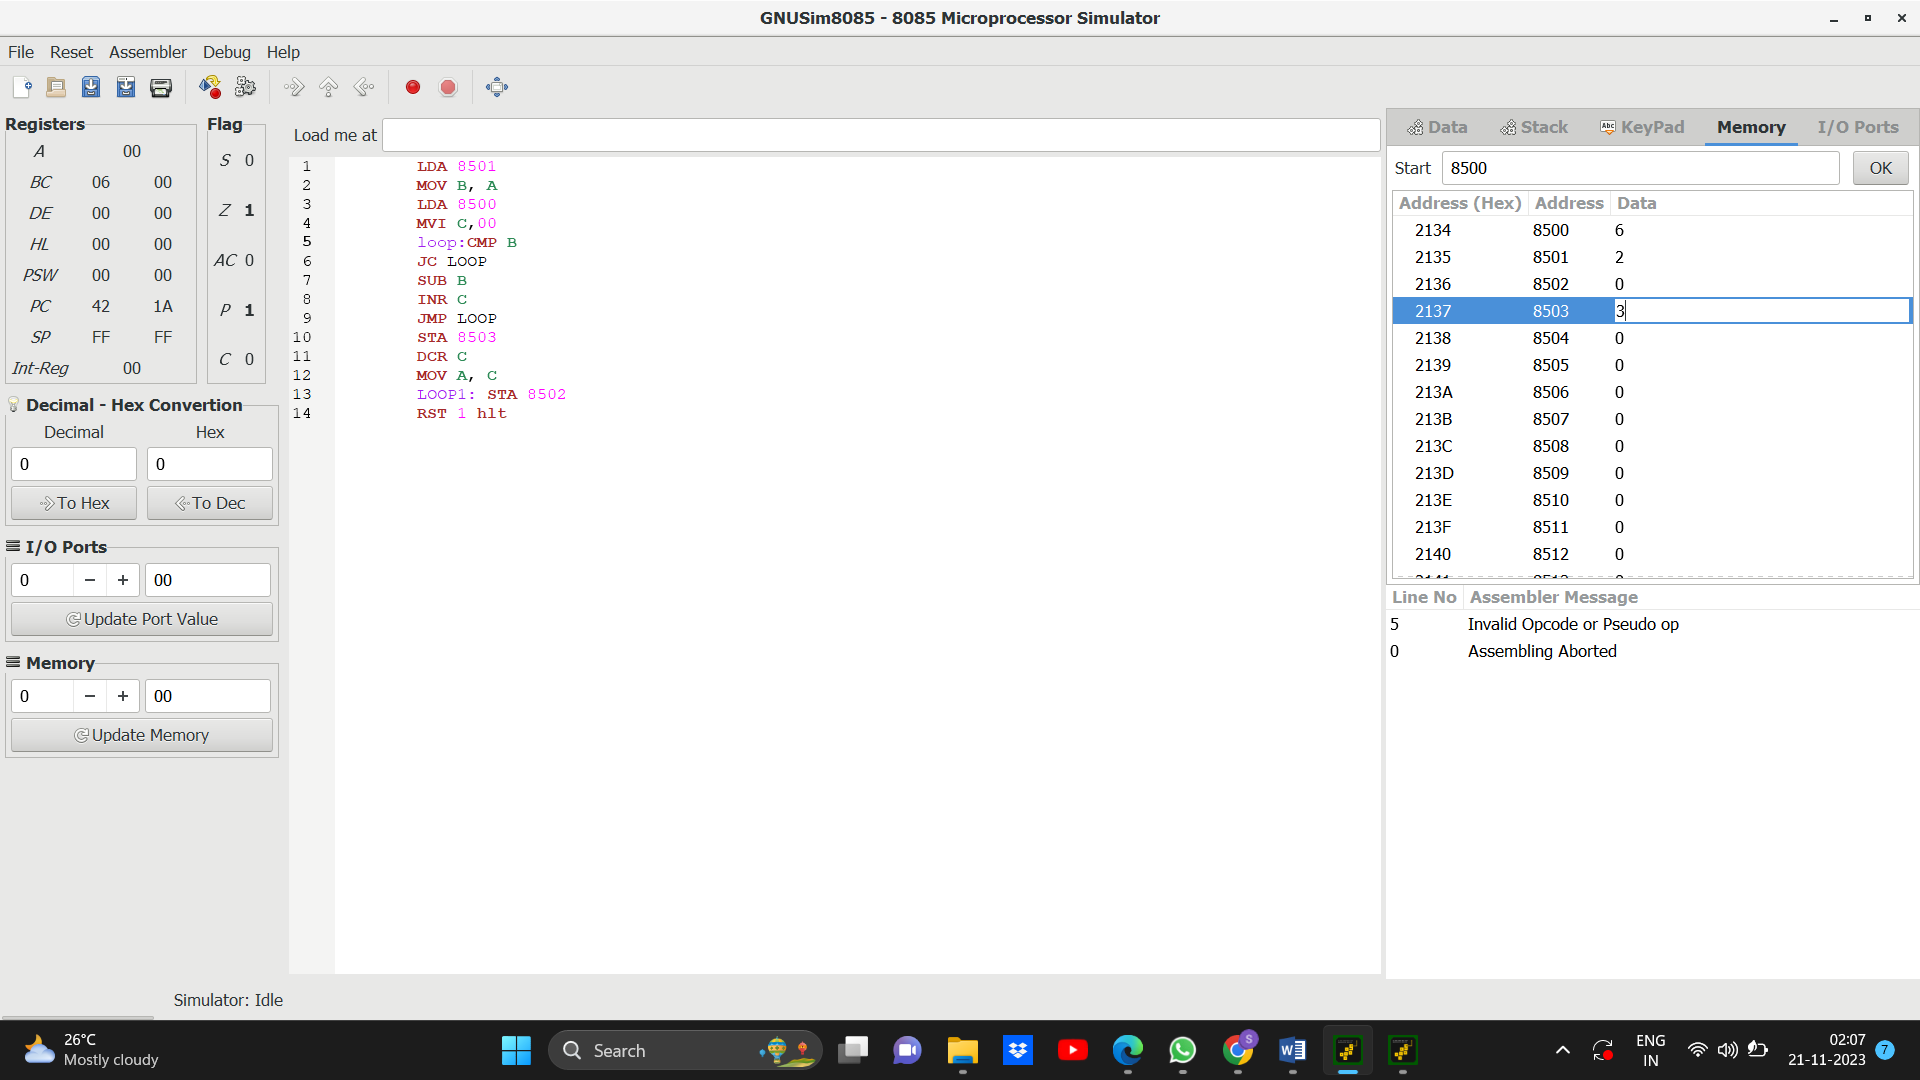 GNUSim8085 - 8085 Microprocessor Simulator
File Reset Assembler Debug Help
Registers
A 00
BC 06 00
DE 00 00
HL 00 00
PSW 00 00
PC 42 1A
SP FF FF
Int-Reg 00
Flag
S 0
Z 1
AC 0
P 1
C 0
Decimal - Hex Convertion
Decimal Hex
0 0
To Hex To Dec
I/O Ports
0 − + 00
Update Port Value
Memory
0 − + 00
Update Memory
Load me at
1 LDA 8501
2 MOV B, A
3 LDA 8500
4 MVI C,00
5 loop:CMP B
6 JC LOOP
7 SUB B
8 INR C
9 JMP LOOP
10 STA 8503
11 DCR C
12 MOV A, C
13 LOOP1: STA 8502
14 RST 1 hlt
Data Stack Abc KeyPad Memory I/O Ports
Start 8500 OK
Address (Hex) Address Data
2134 8500 6
2135 8501 2
2136 8502 0
2137 8503 3
2138 8504 0
2139 8505 0
213A 8506 0
213B 8507 0
213C 8508 0
213D 8509 0
213E 8510 0
213F 8511 0
2140 8512 0
Line No Assembler Message
5 Invalid Opcode or Pseudo op
0 Assembling Aborted
Simulator: Idle
26°C
Mostly cloudy
Search
S
W
ENG
IN
02:07
21-11-2023
7